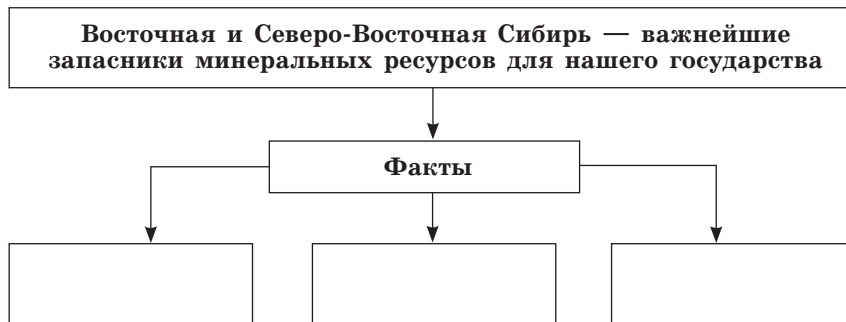 Восточная и Северо-Восточная Сибирь — важнейшие
запасники минеральных ресурсов для нашего государства
Факты